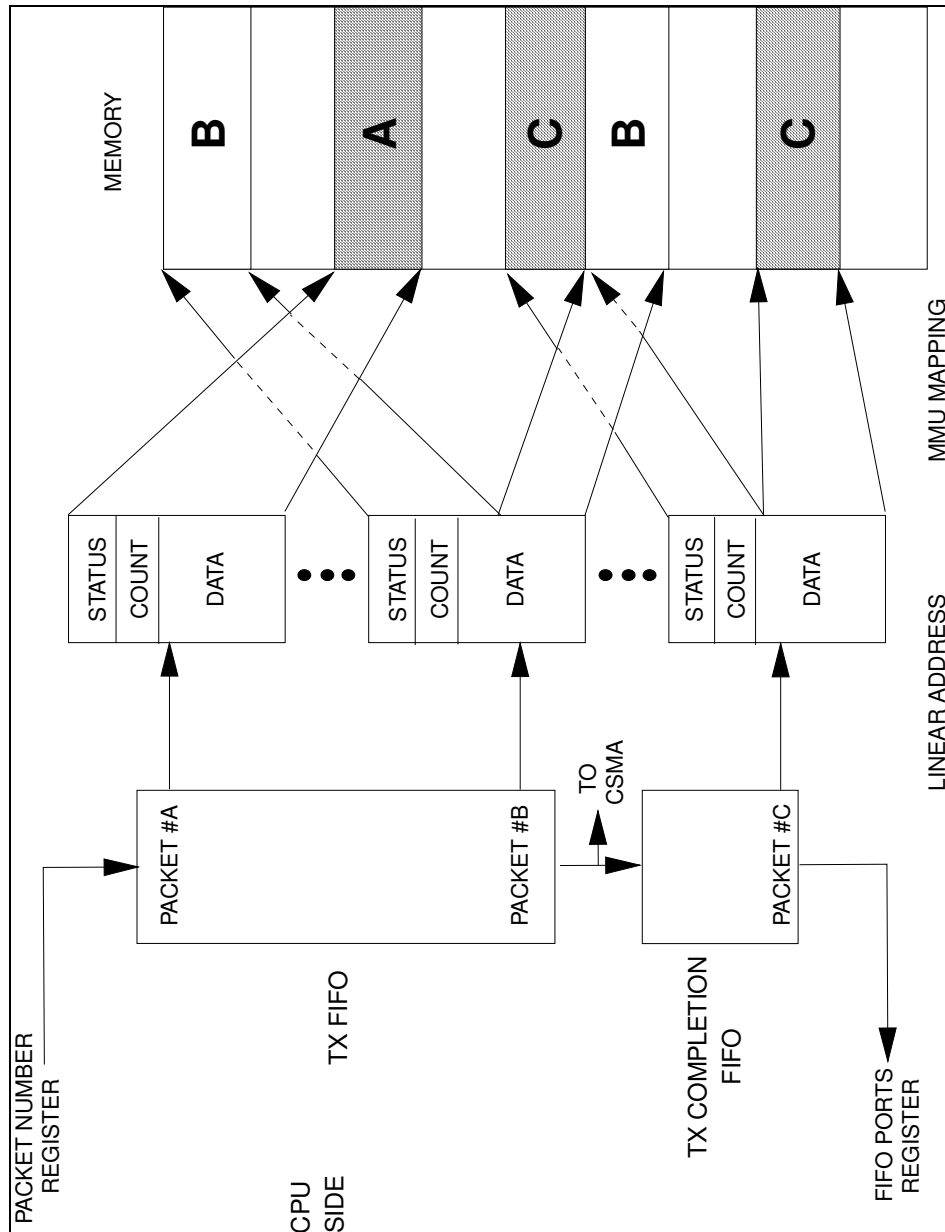 PACKET NUMBER
REGISTER
CPU
SIDE
TX FIFO
PACKET #A
PACKET #B
TO
CSMA
TX COMPLETION
FIFO
PACKET #C
FIFO PORTS
REGISTER
STATUS
COUNT
DATA
STATUS
COUNT
DATA
STATUS
COUNT
DATA
LINEAR ADDRESS
MMU MAPPING
MEMORY
B
A
C
B
C